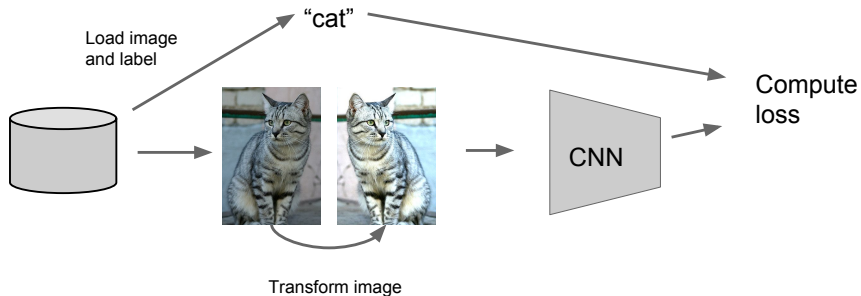 Load image
and label
“cat”
Compute
loss
CNN
Transform image